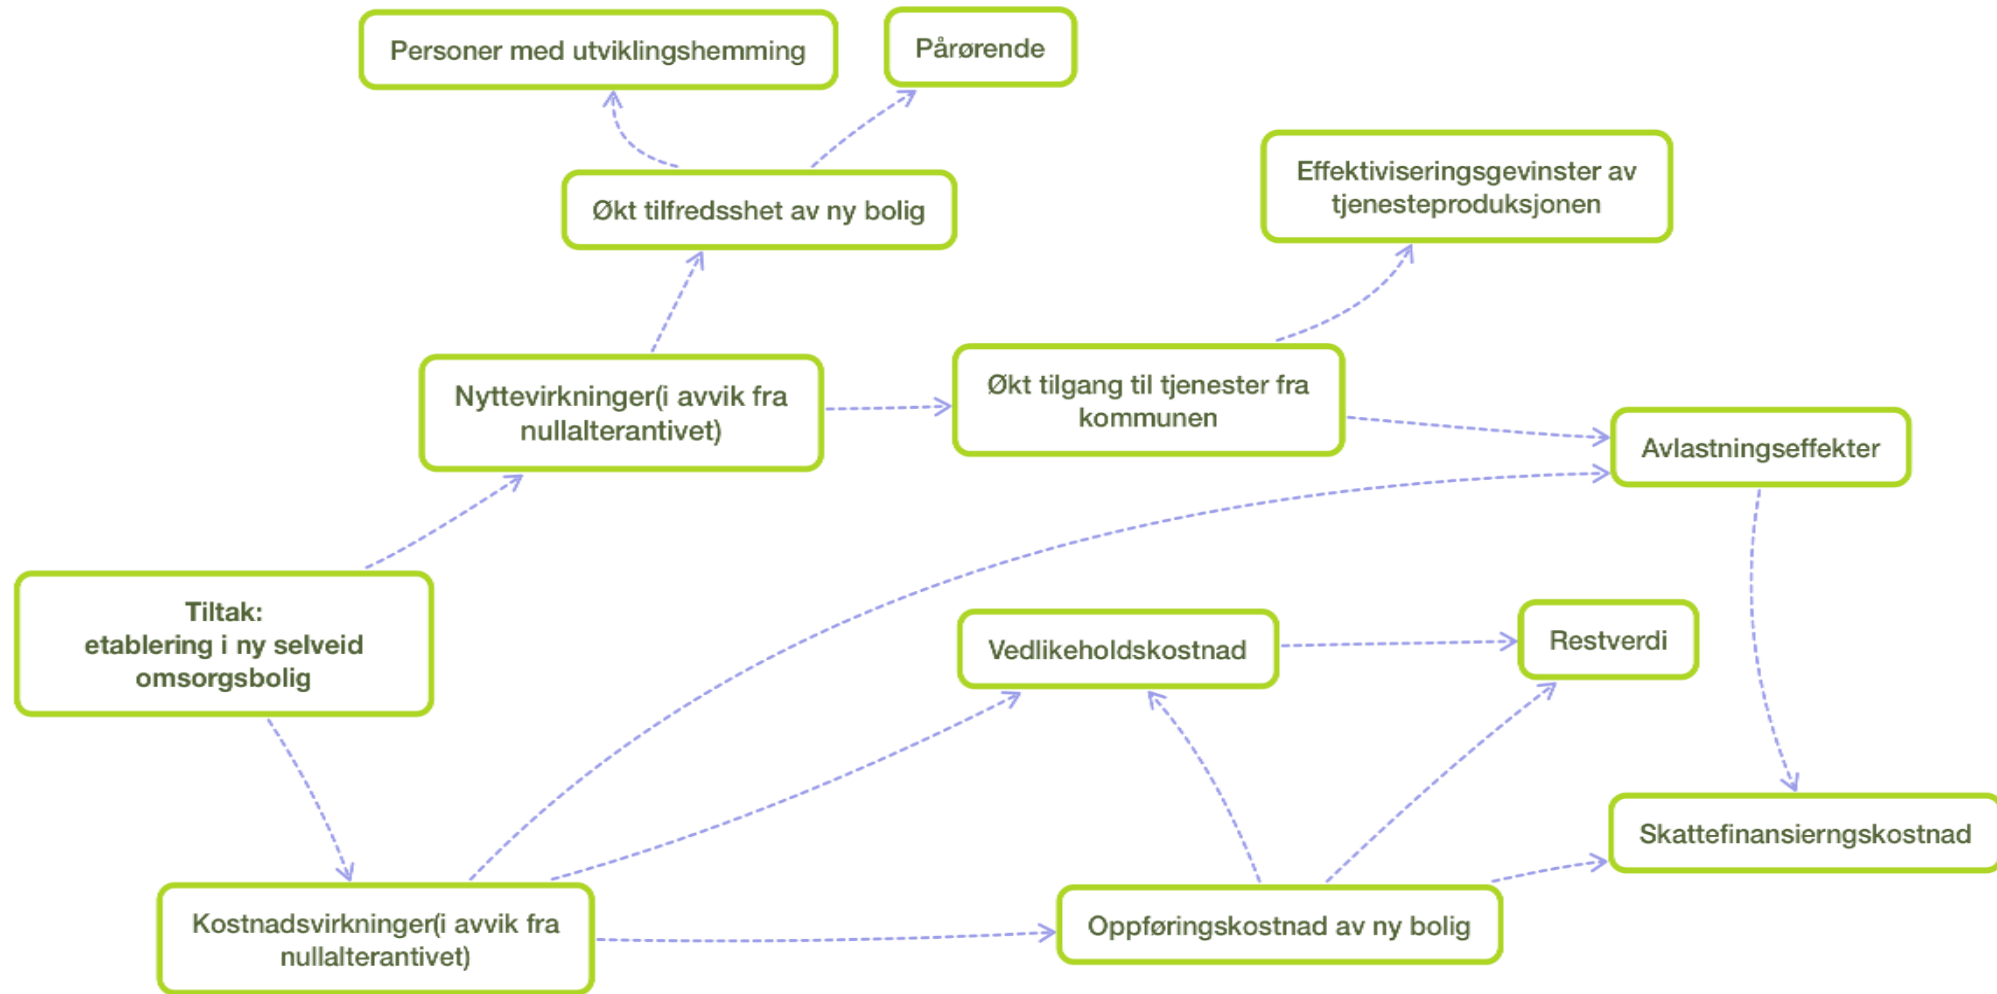 Personer med utviklingshemming
Pårørende
Effektiviseringsgevinster av
tjenesteproduksjonen
Økt tilfredsshet av ny bolig
Nyttevirkninger(i avvik fra
nullalterantivet)
Økt tilgang til tjenester fra
kommunen
Avlastningseffekter
Tiltak:
etablering i ny selveid
omsorgsbolig
Vedlikeholdskostnad
Restverdi
Skattefinansierngskostnad
Kostnadsvirkninger(i avvik fra
nullalterantivet)
Oppføringskostnad av ny bolig